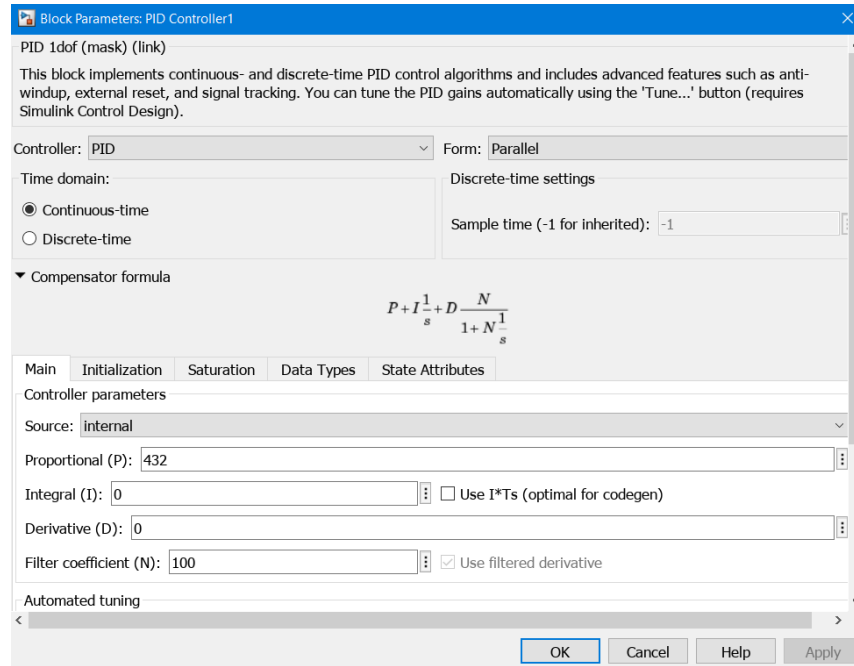 Block Parameters: PID Controller1
PID 1dof (mask) (link)
This block implements continuous- and discrete-time PID control algorithms and includes advanced features such as anti-
windup, external reset, and signal tracking. You can tune the PID gains automatically using the 'Tune...' button (requires
Simulink Control Design).
Controller: PID Form: Parallel
Time domain: Discrete-time settings
Continuous-time
Sample time (-1 for inherited): -1
Discrete-time
Compensator formula
P + I 1/s + D N/(1 + N 1/s)
Main Initialization Saturation Data Types State Attributes
Controller parameters
Source: internal
Proportional (P): 432
Integral (I): 0 Use I*Ts (optimal for codegen)
Derivative (D): 0
Filter coefficient (N): 100 Use filtered derivative
Automated tuning
OK Cancel Help Apply